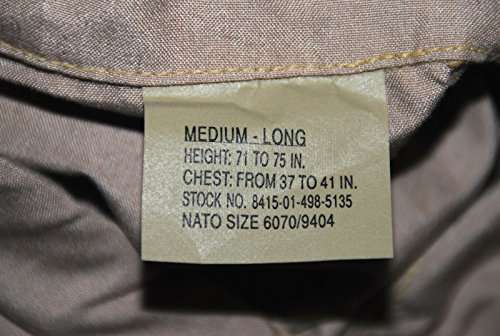 MEDIUM - LONG
HEIGHT: 71 TO 75 IN.
CHEST: FROM 37 TO 41 IN.
STOCK NO. 8415-01-498-5135
NATO SIZE 6070/9404